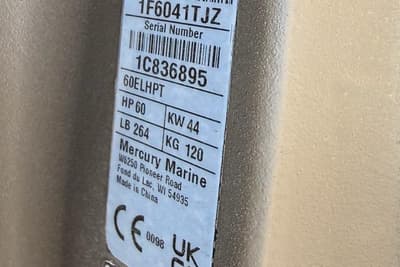 1F6041TJZ
Serial Number
1C836895
60ELHPT
HP 60 KW 44
LB 264 KG 120
Mercury Marine
W6250 Pioneer Road
Fond du Lac, WI 54935
Made in China
CE 0098 UK